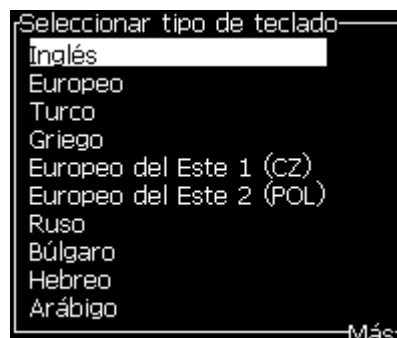 Seleccionar tipo de teclado
Inglés
Europeo
Turco
Griego
Europeo del Este 1 (CZ)
Europeo del Este 2 (POL)
Ruso
Búlgaro
Hebreo
Arábigo
Más